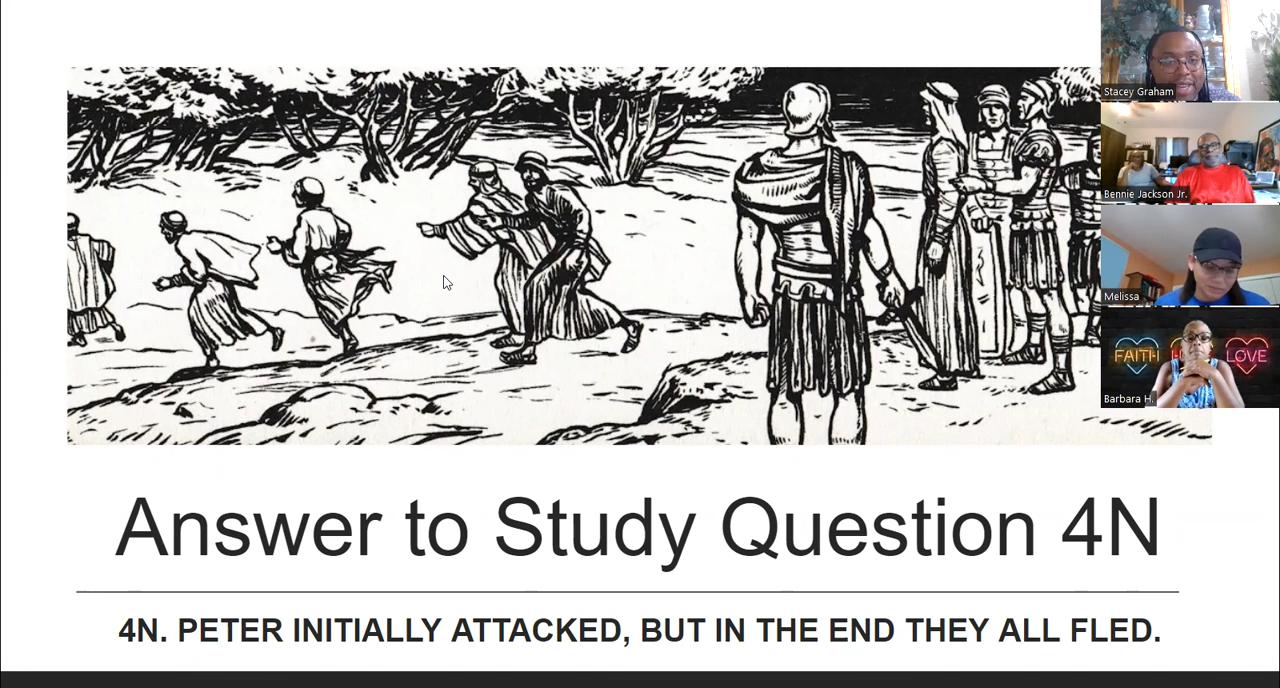 Stacey Graham
Bennie Jackson Jr.
Melissa
FAITH
LOVE
Barbara H.
Answer to Study Question 4N
4N. PETER INITIALLY ATTACKED, BUT IN THE END THEY ALL FLED.